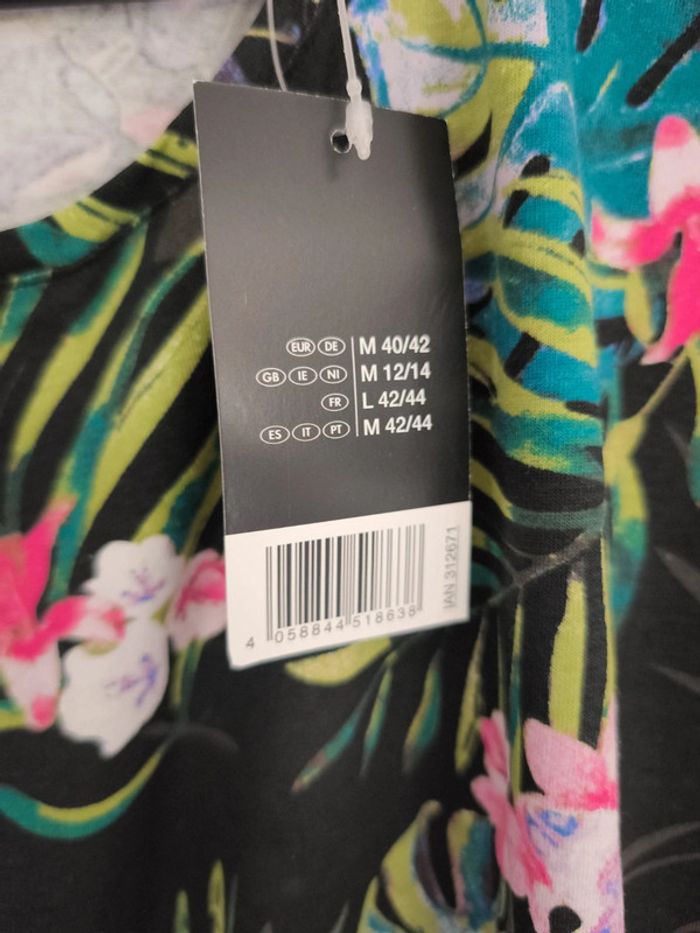 EUR DE M 40/42
GB IE NI M 12/14
FR L 42/44
ES IT PT M 42/44
4 058844 518638
IAN 312671